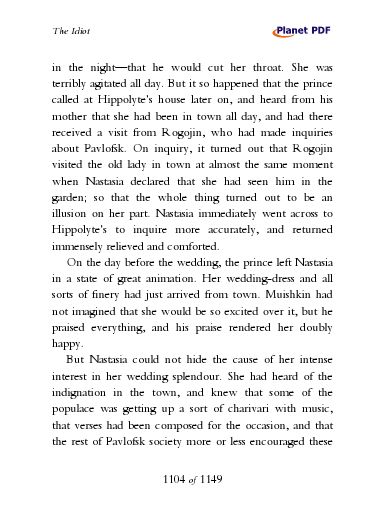 The Idiot
Planet PDF
in the night—that he would cut her throat. She was
terribly agitated all day. But it so happened that the prince
called at Hippolyte's house later on, and heard from his
mother that she had been in town all day, and had there
received a visit from Rogojin, who had made inquiries
about Pavlofsk. On inquiry, it turned out that Rogojin
visited the old lady in town at almost the same moment
when Nastasia declared that she had seen him in the
garden; so that the whole thing turned out to be an
illusion on her part. Nastasia immediately went across to
Hippolyte's to inquire more accurately, and returned
immensely relieved and comforted.
On the day before the wedding, the prince left Nastasia
in a state of great animation. Her wedding-dress and all
sorts of finery had just arrived from town. Muishkin had
not imagined that she would be so excited over it, but he
praised everything, and his praise rendered her doubly
happy.
But Nastasia could not hide the cause of her intense
interest in her wedding splendour. She had heard of the
indignation in the town, and knew that some of the
populace was getting up a sort of charivari with music,
that verses had been composed for the occasion, and that
the rest of Pavlofsk society more or less encouraged these
1104 of 1149